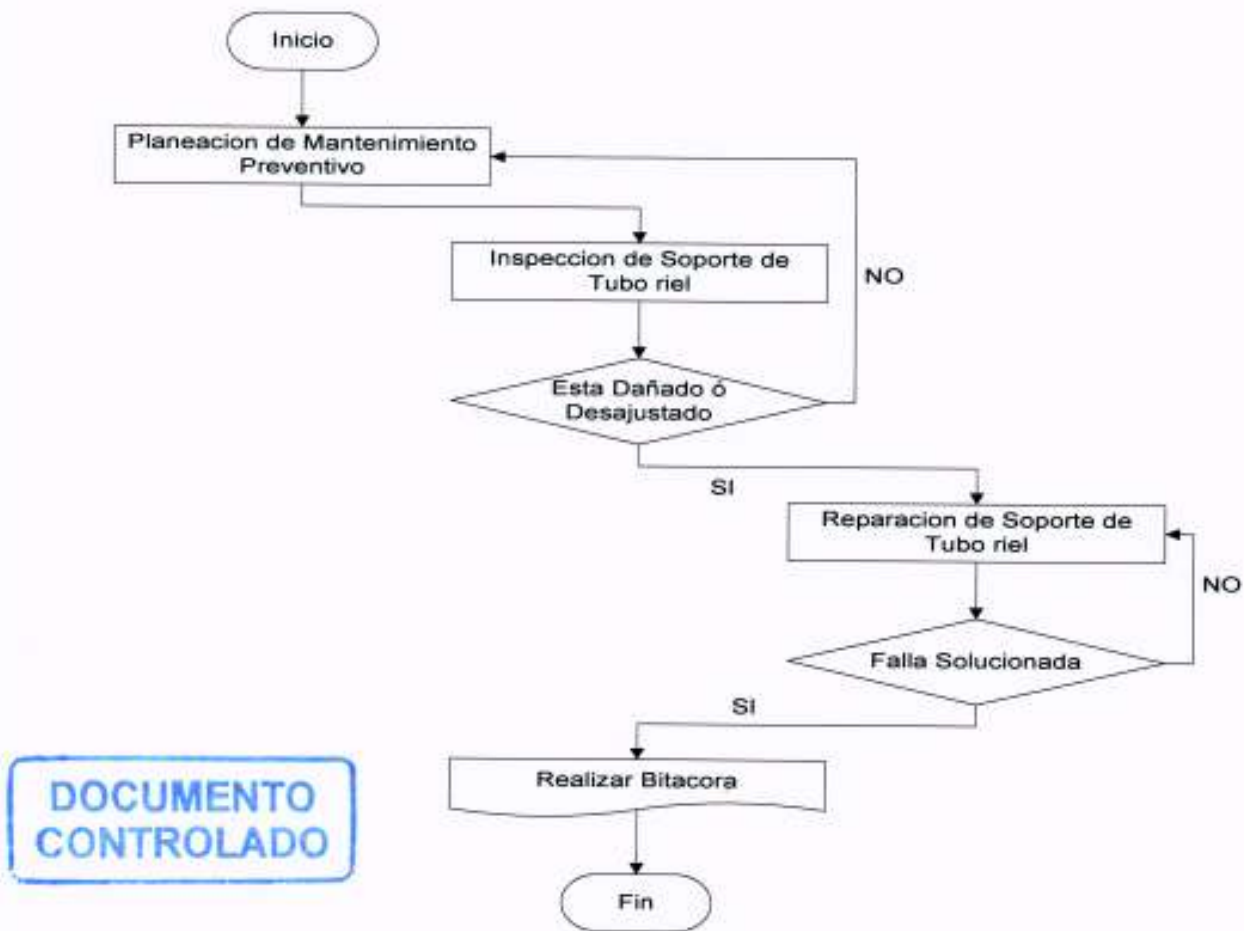 Inicio
Planeacion de Mantenimiento
Preventivo
Inspeccion de Soporte de
Tubo riel
NO
Esta Dañado ó
Desajustado
SI
Reparacion de Soporte de
Tubo riel
NO
Falla Solucionada
SI
Realizar Bitacora
DOCUMENTO
CONTROLADO
Fin